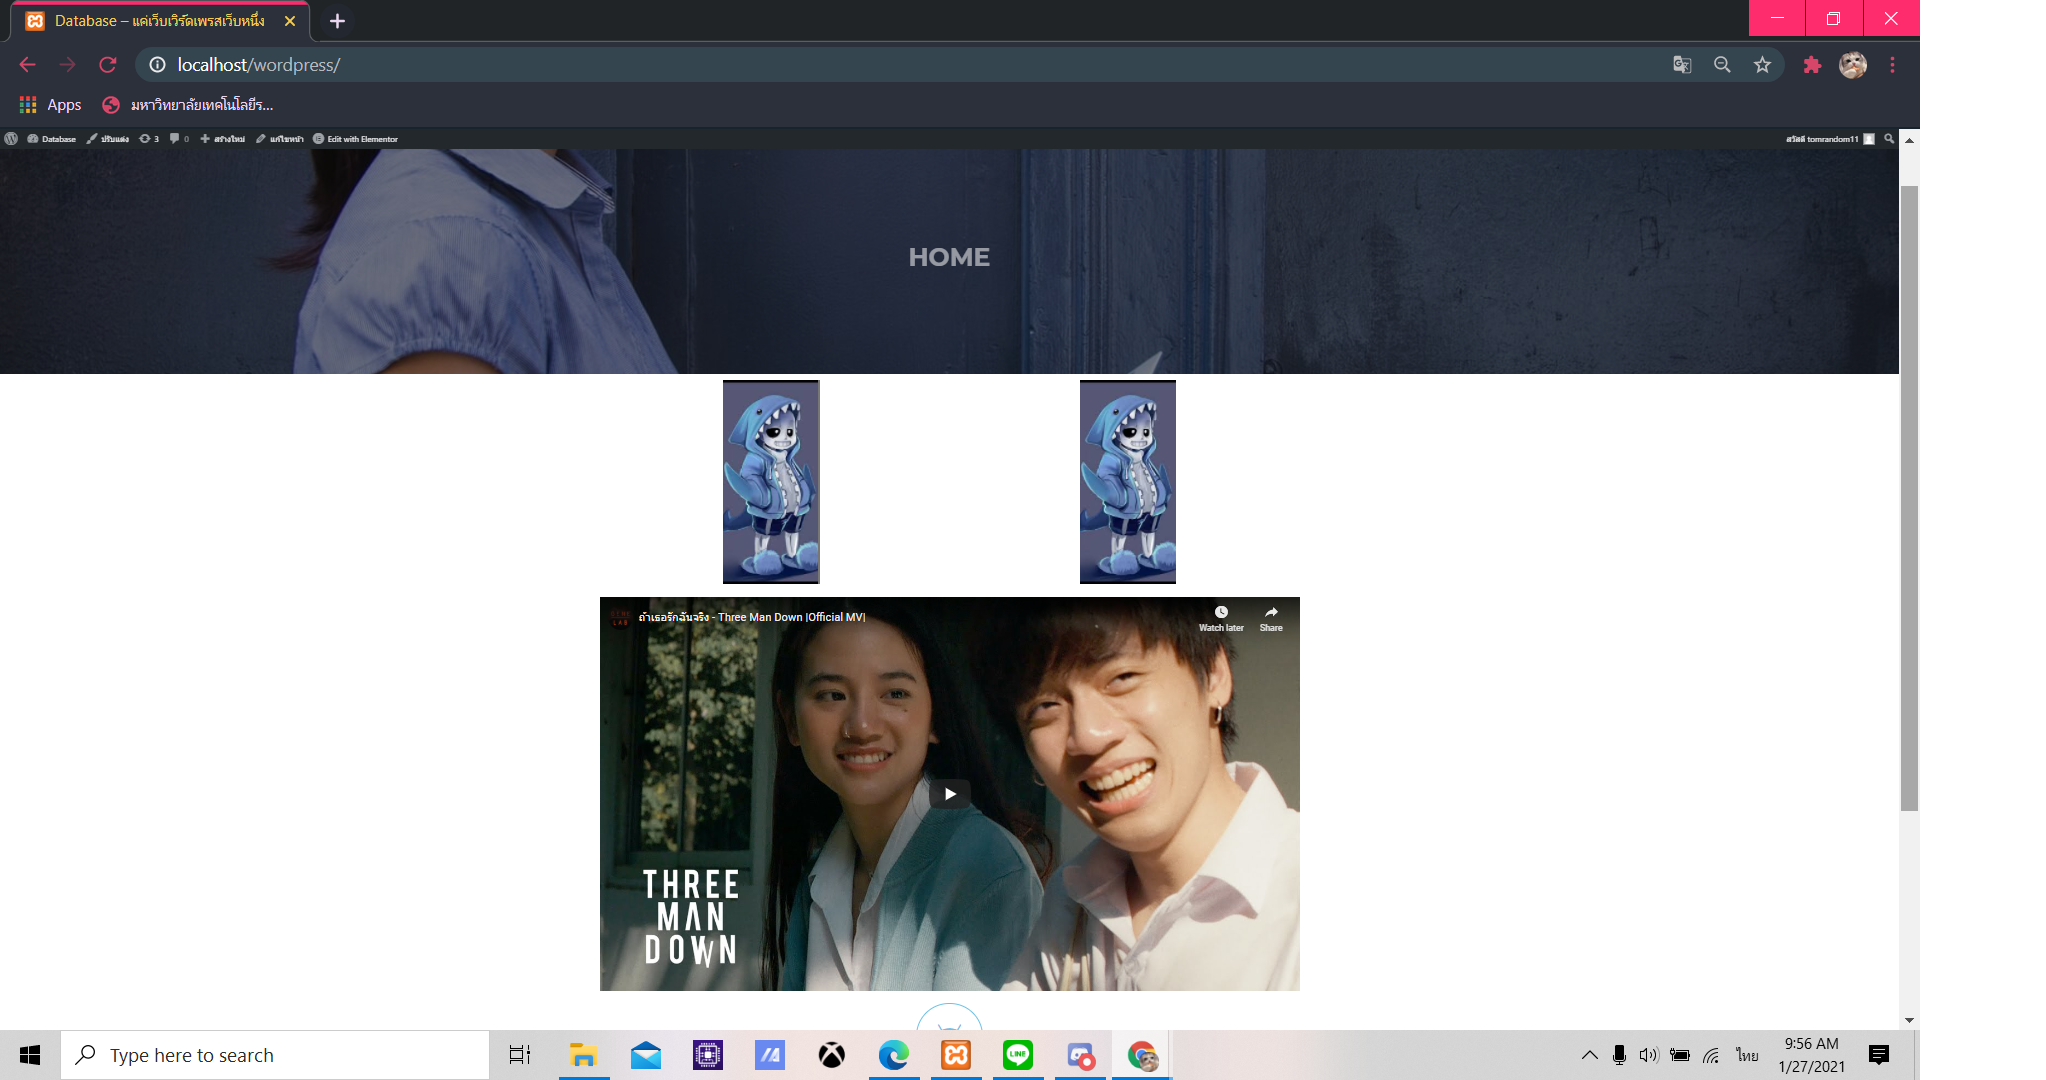 Database – แค่เว็บเวิร์ดเพรสเว็บหนึ่ง
localhost/wordpress/
Apps
มหาวิทยาลัยเทคโนโลยีร...
Database ปรับแต่ง 3 0 สร้างใหม่ แก้ไขหน้า Edit with Elementor
สวัสดี tomrandom11
HOME
ถ้าเธอรักฉันจริง - Three Man Down |Official MV|
Watch later
Share
THREE
MAN
DOWN
Type here to search
ไทย
9:56 AM
1/27/2021
LINE